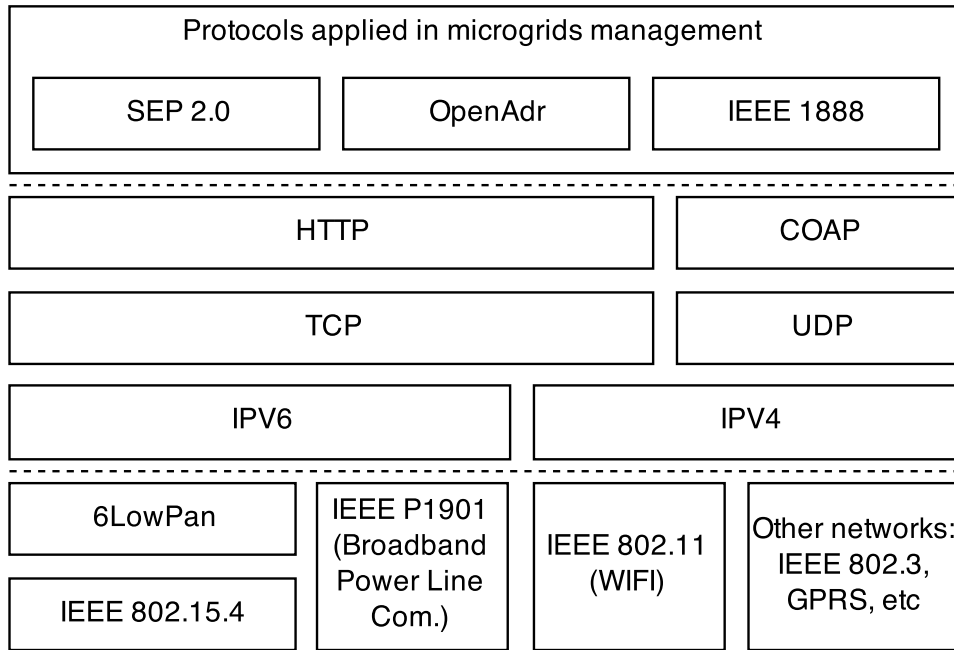 Protocols applied in microgrids management
SEP 2.0
OpenAdr
IEEE 1888
HTTP
COAP
TCP
UDP
IPV6
IPV4
6LowPan
IEEE 802.15.4
IEEE P1901
(Broadband
Power Line
Com.)
IEEE 802.11
(WIFI)
Other networks:
IEEE 802.3,
GPRS, etc